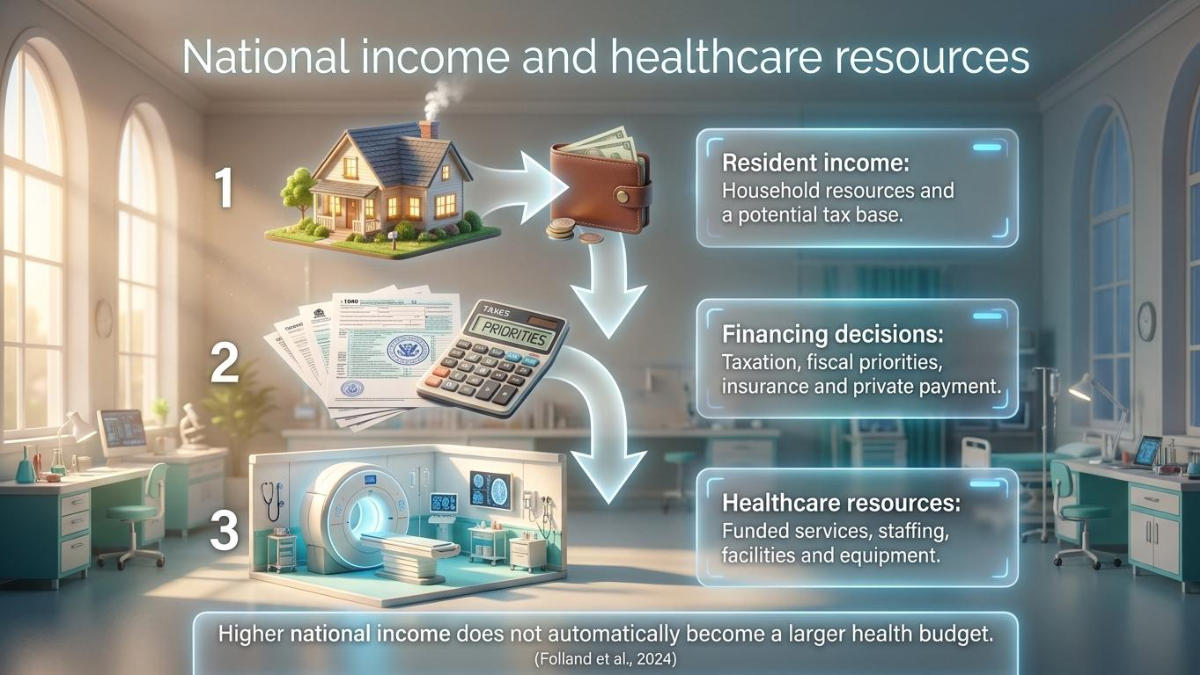 National income and healthcare resources
1
Resident income:
Household resources and
a potential tax base.
2
1040
TAXES
PRIORITIES
Financing decisions:
Taxation, fiscal priorities,
insurance and private payment.
3
Healthcare resources:
Funded services, staffing,
facilities and equipment.
Higher national income does not automatically become a larger health budget.
(Folland et al., 2024)